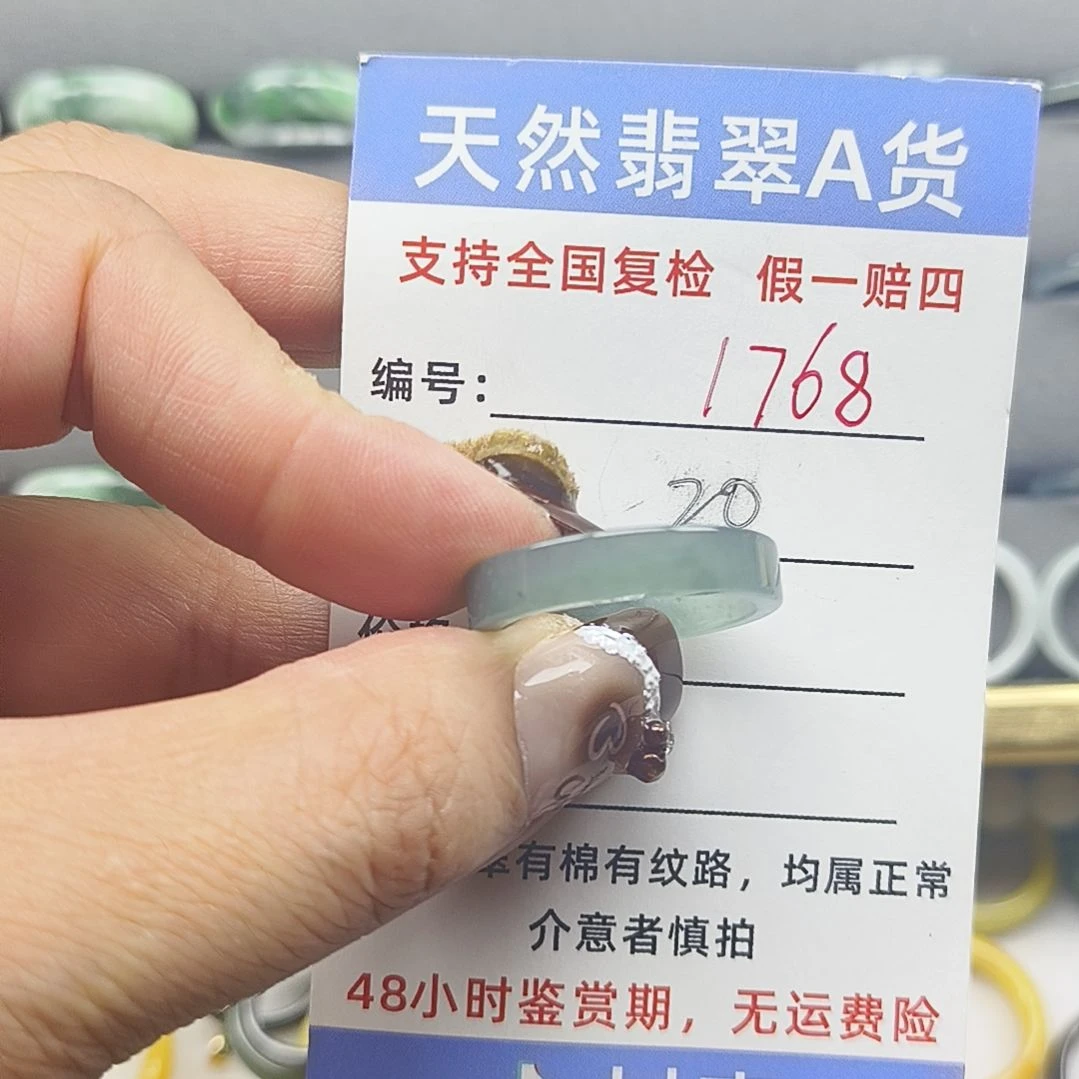 天然翡翠A货
支持全国复检 假一赔四
编号: 1768
20
翠有棉有纹路,均属正常
介意者慎拍
48小时鉴赏期,无运费险